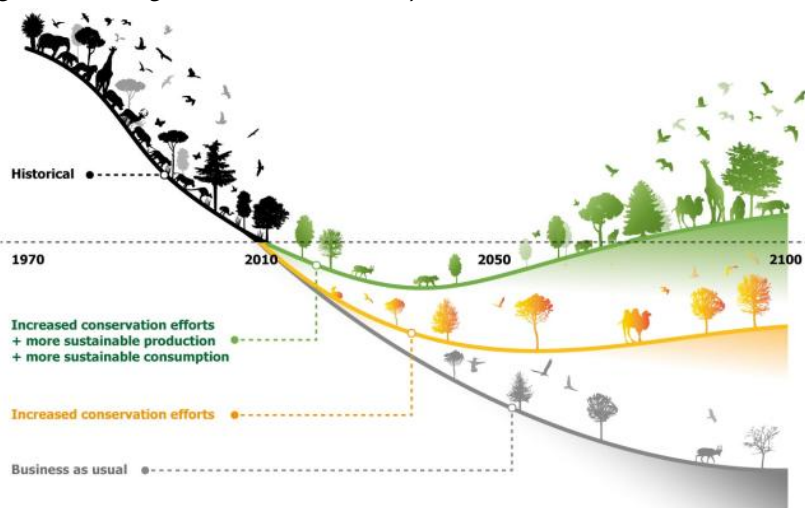 Historical
1970
2010
2050
2100
Increased conservation efforts
+ more sustainable production
+ more sustainable consumption
Increased conservation efforts
Business as usual